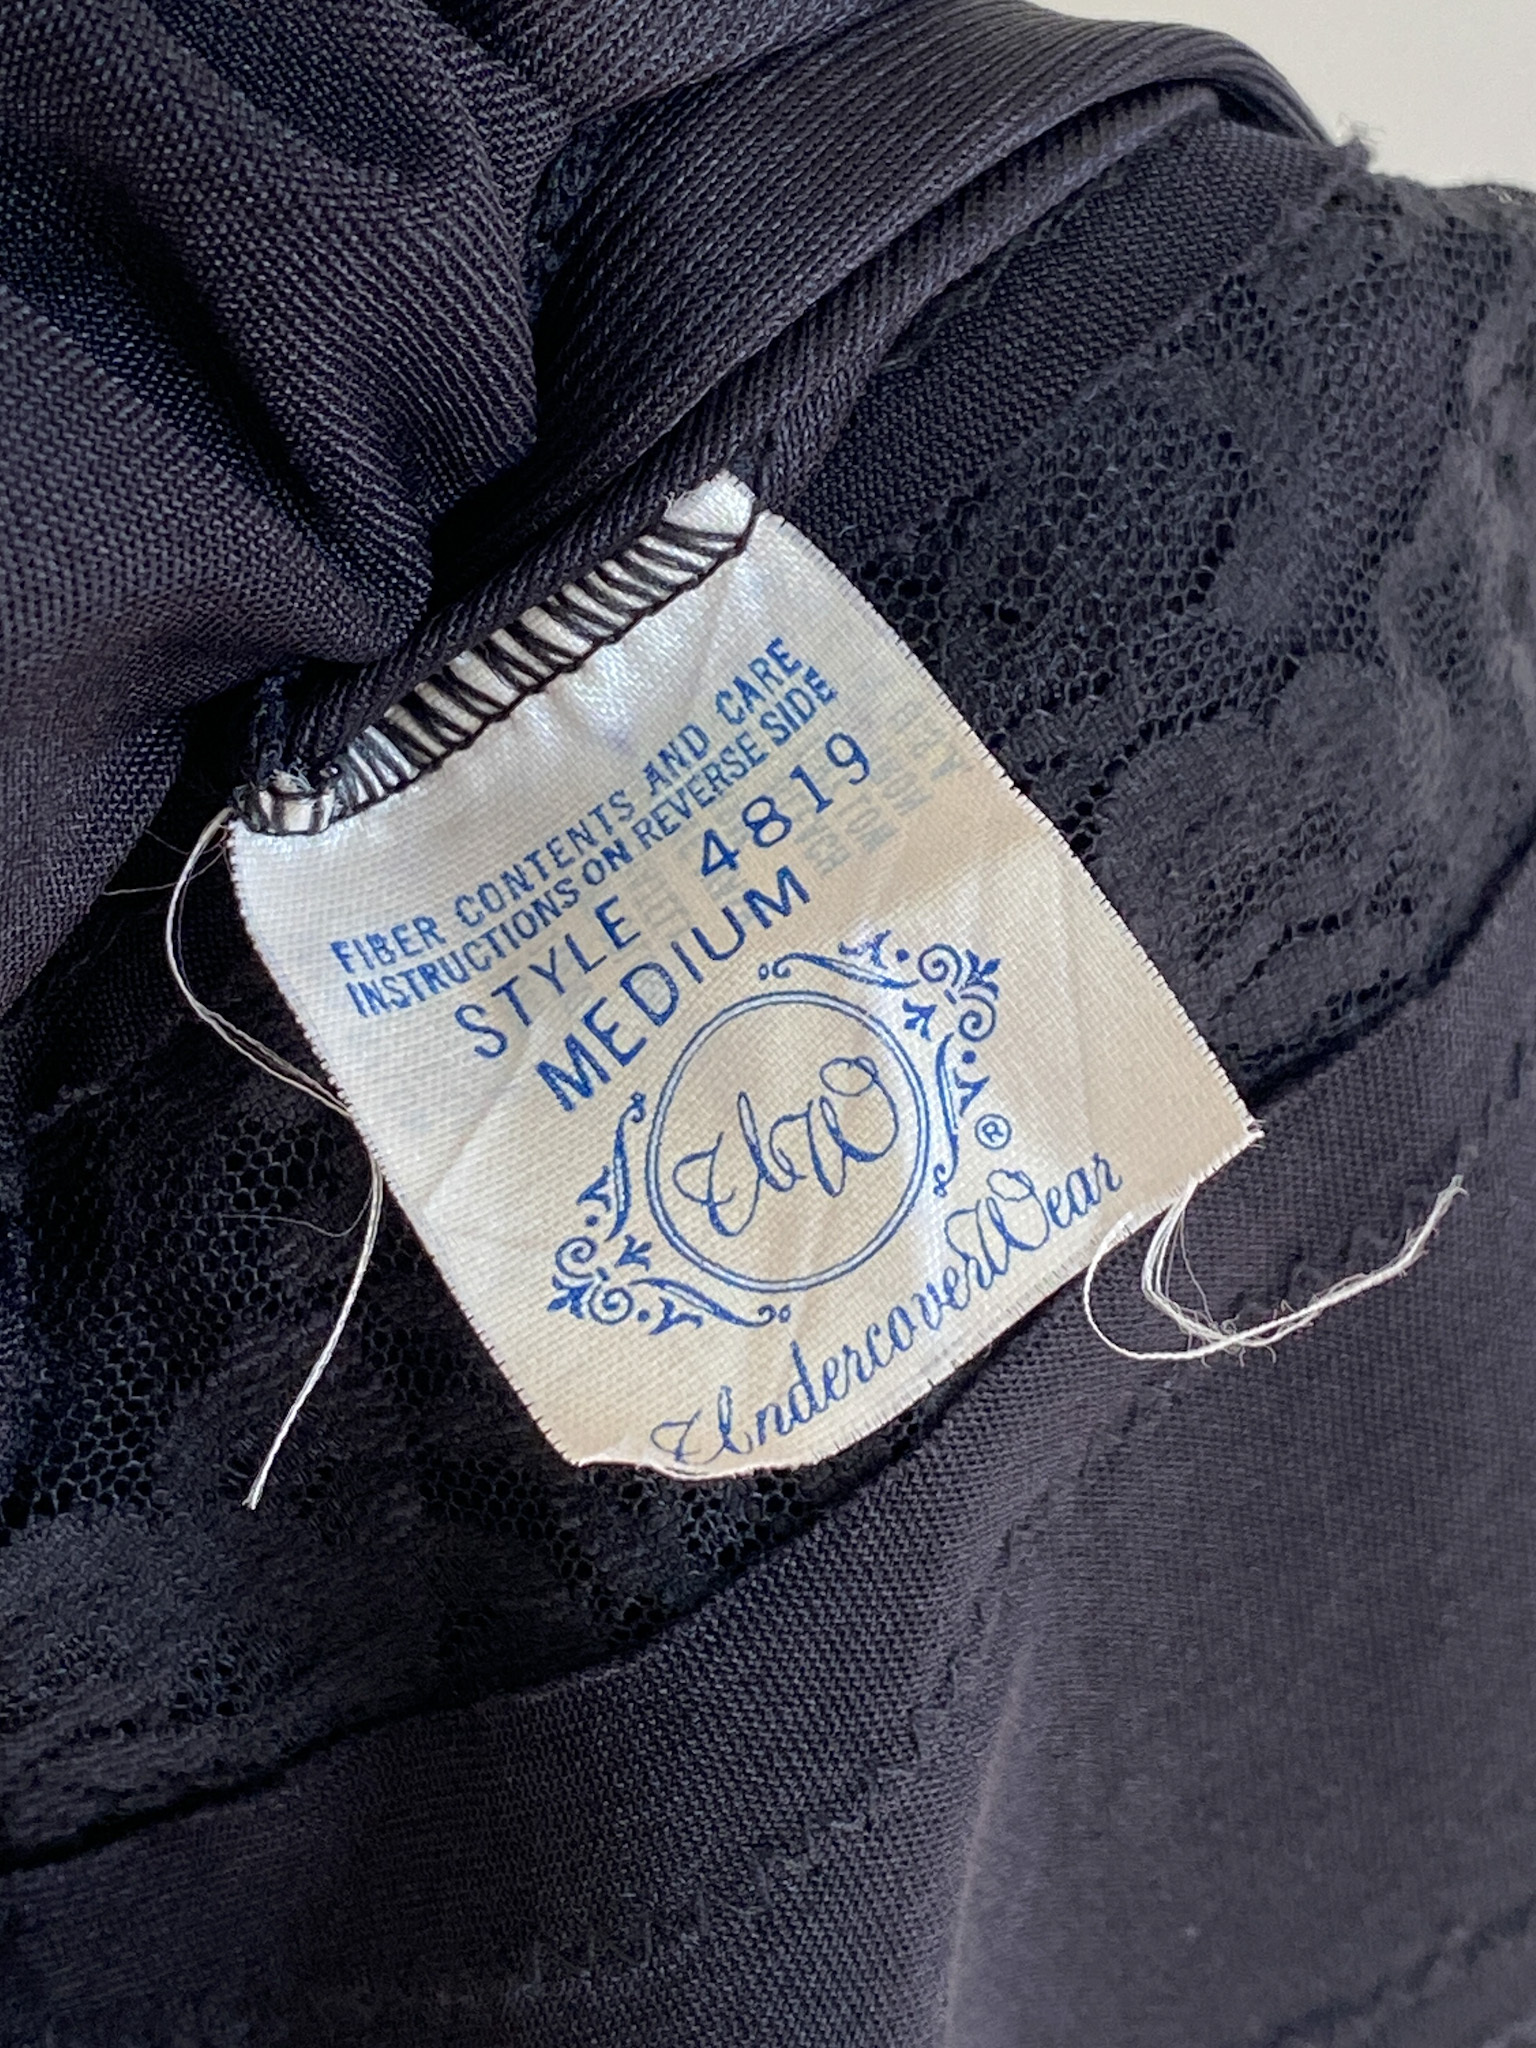 FIBER CONTENTS AND CARE
INSTRUCTIONS ON REVERSE SIDE
STYLE 4819
MEDIUM
UW
®
UndercoverWear